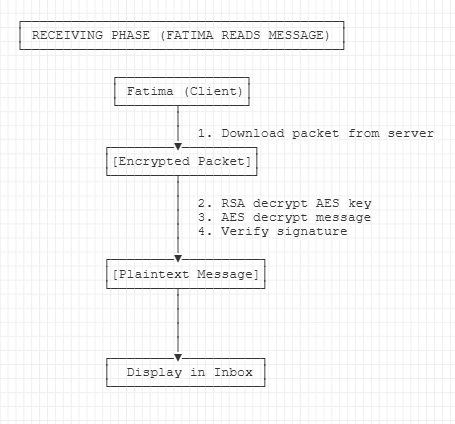 RECEIVING PHASE (FATIMA READS MESSAGE)
Fatima (Client)
1. Download packet from server
[Encrypted Packet]
2. RSA decrypt AES key
3. AES decrypt message
4. Verify signature
[Plaintext Message]
Display in Inbox